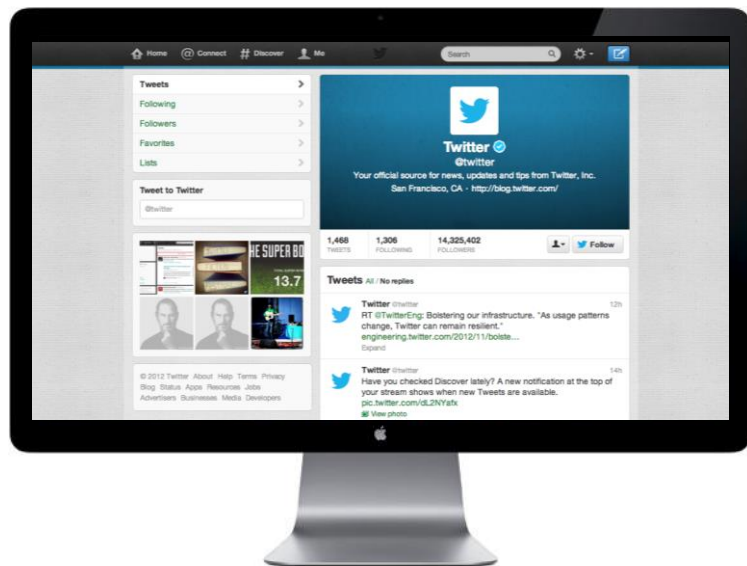 Home
@ Connect
# Discover
Me
Search
Tweets
Following
Followers
Favorites
Lists
Tweet to Twitter
@twitter
HE SUPER BO
13.7
© 2012 Twitter About Help Terms Privacy
Blog Status Apps Resources Jobs
Advertisers Businesses Media Developers
Twitter
@twitter
Your official source for news, updates and tips from Twitter, Inc.
San Francisco, CA · http://blog.twitter.com/
1,468 1,306 14,325,402
TWEETS FOLLOWING FOLLOWERS
Follow
Tweets All / No replies
Twitter @twitter 12h
RT @TwitterEng: Bolstering our infrastructure. "As usage patterns
change, Twitter can remain resilient."
engineering.twitter.com/2012/11/bolste....
Expand
Twitter @twitter 14h
Have you checked Discover lately? A new notification at the top of
your stream shows when new Tweets are available.
pic.twitter.com/dL2NYafx
View photo